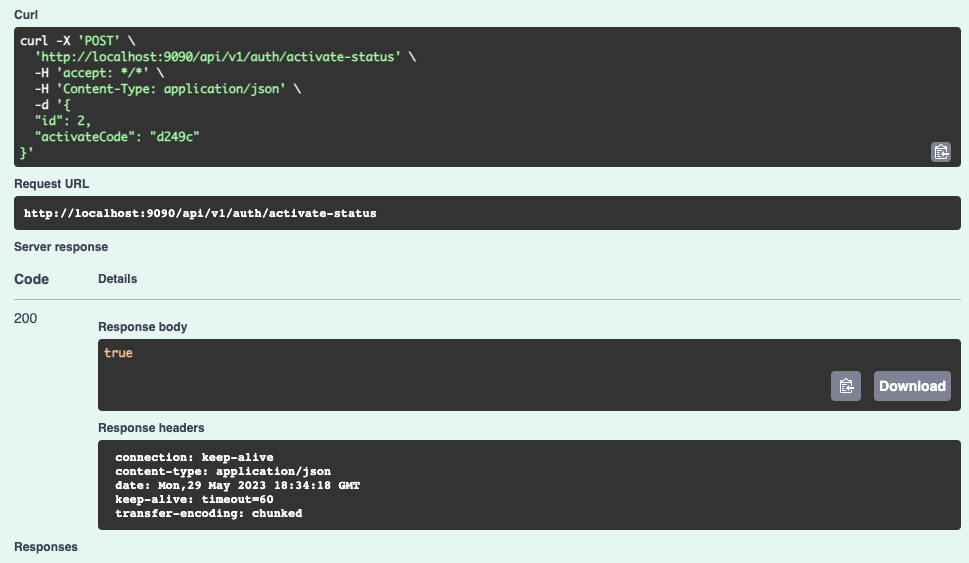 Curl
curl -X 'POST' \
  'http://localhost:9090/api/v1/auth/activate-status' \
  -H 'accept: */*' \
  -H 'Content-Type: application/json' \
  -d '{
  "id": 2,
  "activateCode": "d249c"
}'
Request URL
http://localhost:9090/api/v1/auth/activate-status
Server response
Code Details
200
Response body
true
Download
Response headers
connection: keep-alive
content-type: application/json
date: Mon,29 May 2023 18:34:18 GMT
keep-alive: timeout=60
transfer-encoding: chunked
Responses